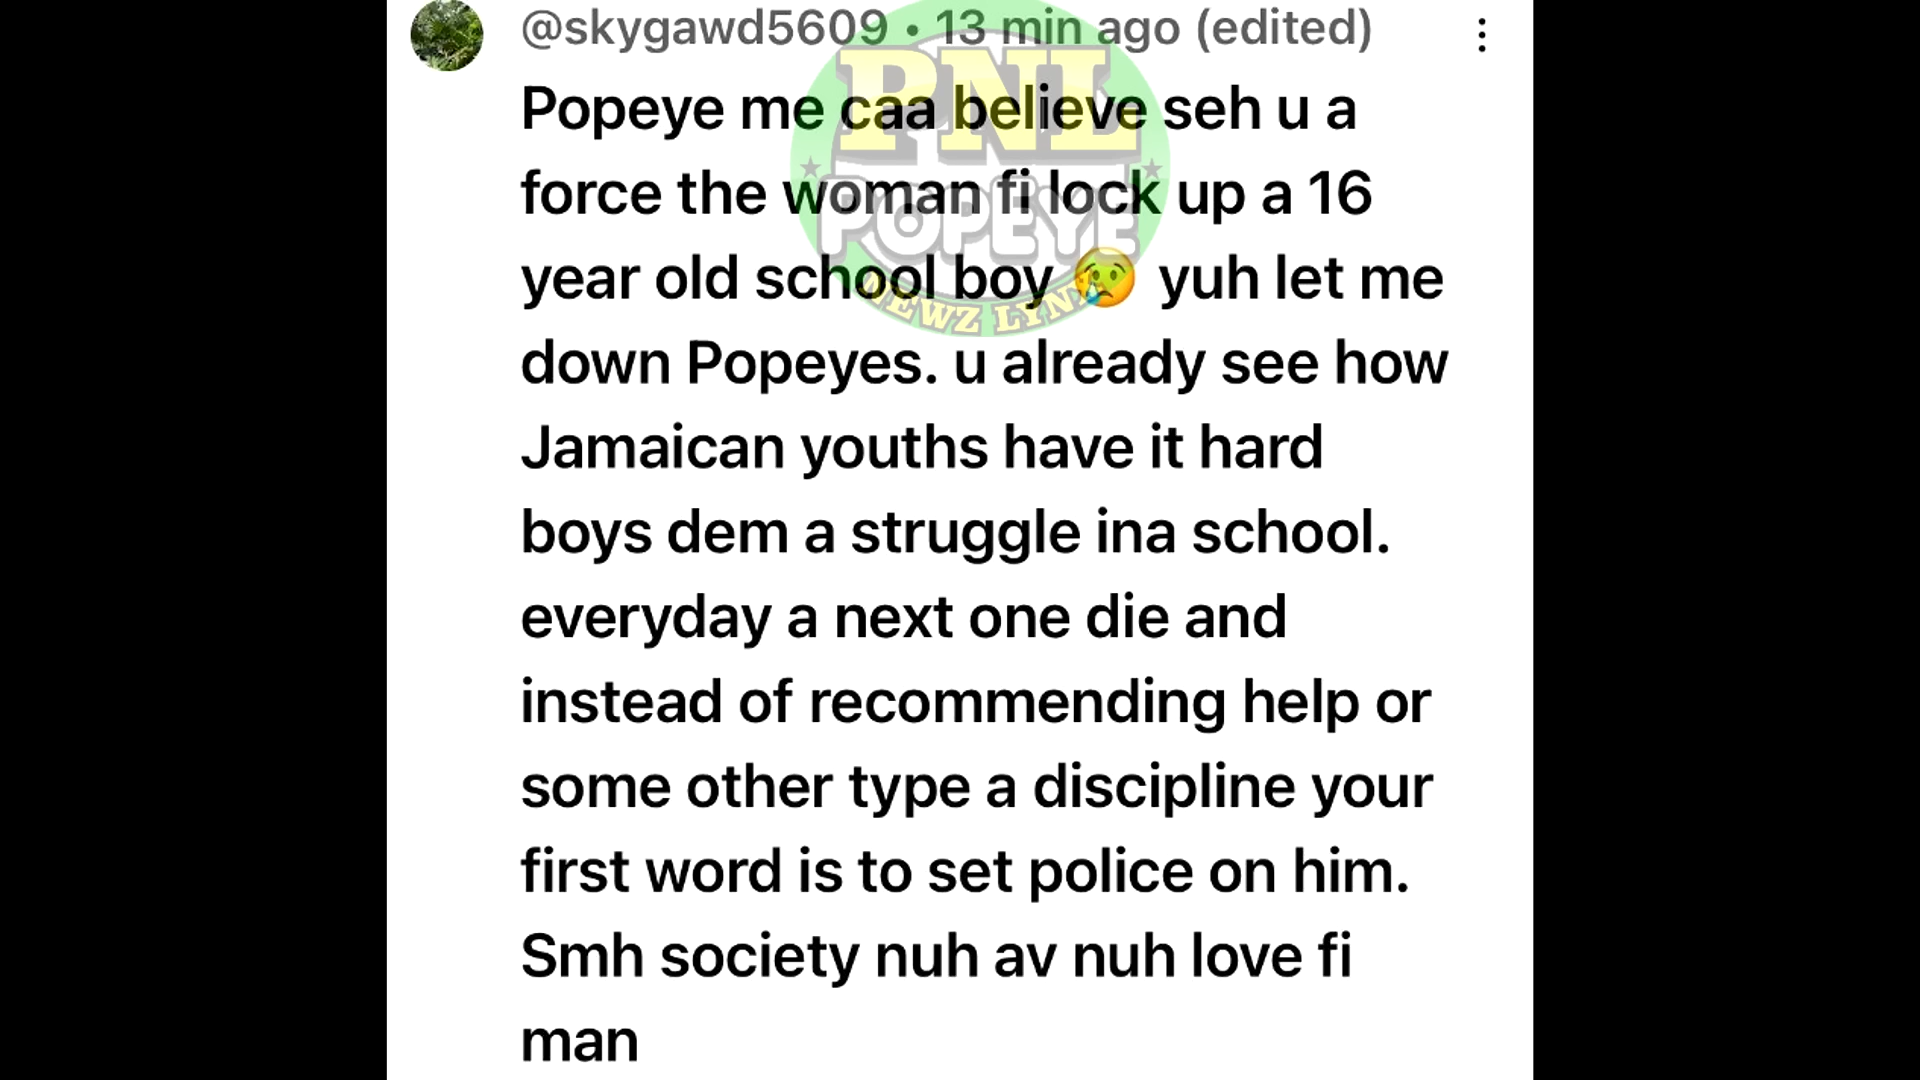 @skygawd5609 • 13 min ago (edited)
Popeye me caa believe seh u a
force the woman fi lock up a 16
year old school boy 😢 yuh let me
down Popeyes. u already see how
Jamaican youths have it hard
boys dem a struggle ina school.
everyday a next one die and
instead of recommending help or
some other type a discipline your
first word is to set police on him.
Smh society nuh av nuh love fi
man
PNL
POPEYE
NEWZ LYNK